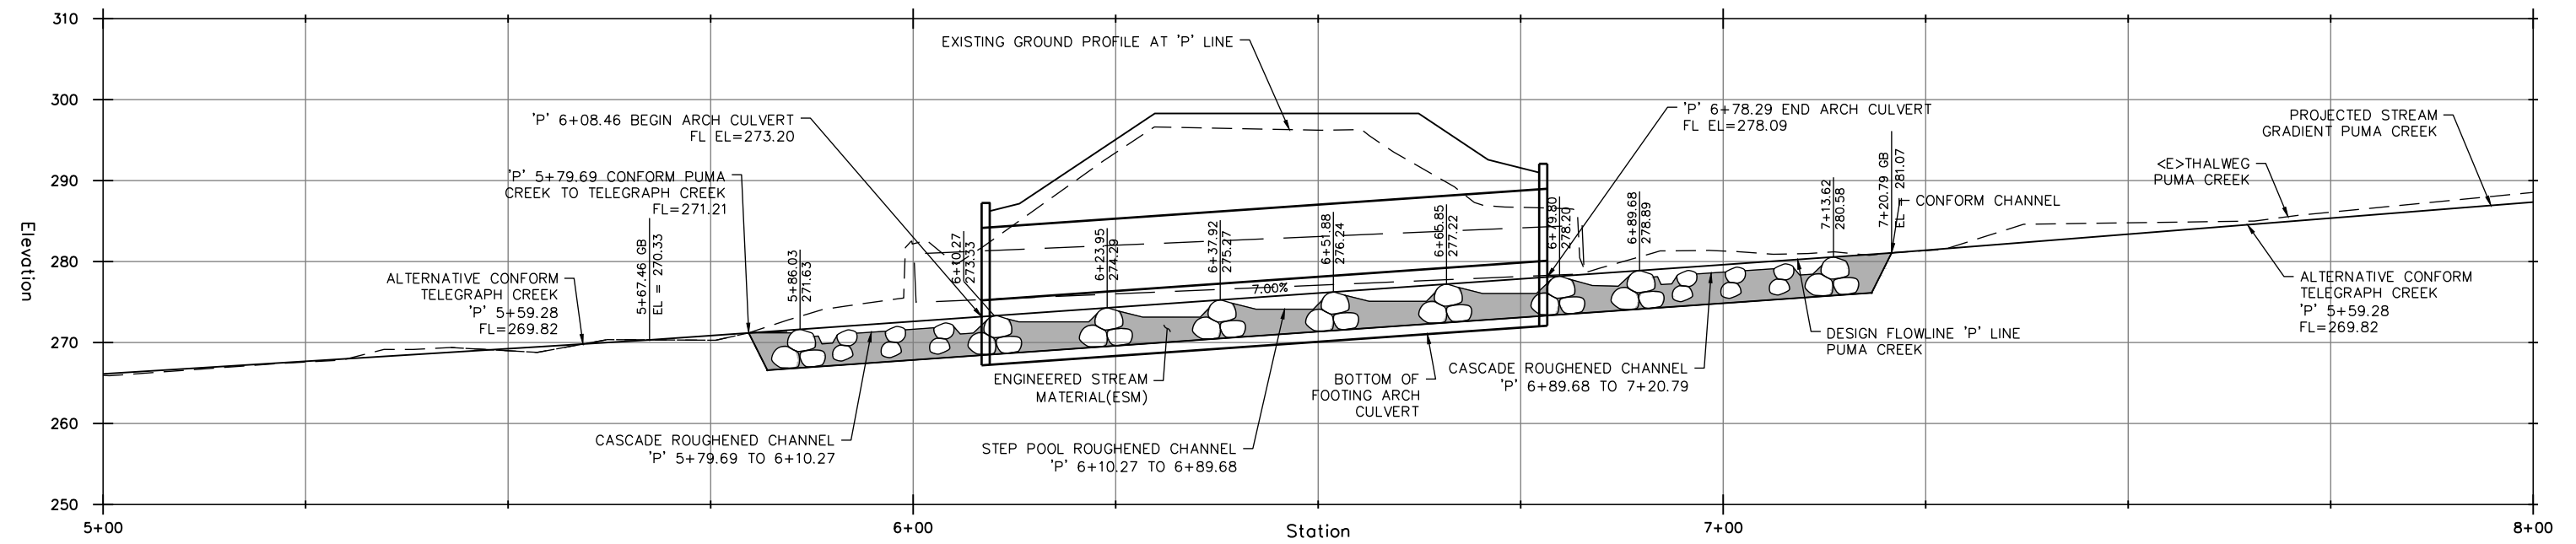 310
300
290
280
270
260
250
Elevation
5+00
6+00
Station
7+00
8+00
EXISTING GROUND PROFILE AT 'P' LINE
'P' 6+08.46 BEGIN ARCH CULVERT
FL EL=273.20
'P' 5+79.69 CONFORM PUMA
CREEK TO TELEGRAPH CREEK
FL=271.21
ALTERNATIVE CONFORM
TELEGRAPH CREEK
'P' 5+59.28
FL=269.82
5+67.46 GB
EL = 270.33
5+86.03
271.63
6+10.27
273.33
6+23.95
274.29
6+37.92
275.27
6+51.88
276.24
6+65.85
277.22
6+79.80
278.20
6+89.68
278.89
7+13.62
280.58
7+20.79 GB
EL = 281.07
7.00%
'P' 6+78.29 END ARCH CULVERT
FL EL=278.09
CONFORM CHANNEL
PROJECTED STREAM
GRADIENT PUMA CREEK
<E>THALWEG
PUMA CREEK
ALTERNATIVE CONFORM
TELEGRAPH CREEK
'P' 5+59.28
FL=269.82
DESIGN FLOWLINE 'P' LINE
PUMA CREEK
CASCADE ROUGHENED CHANNEL
'P' 6+89.68 TO 7+20.79
BOTTOM OF
FOOTING ARCH
CULVERT
ENGINEERED STREAM
MATERIAL(ESM)
STEP POOL ROUGHENED CHANNEL
'P' 6+10.27 TO 6+89.68
CASCADE ROUGHENED CHANNEL
'P' 5+79.69 TO 6+10.27